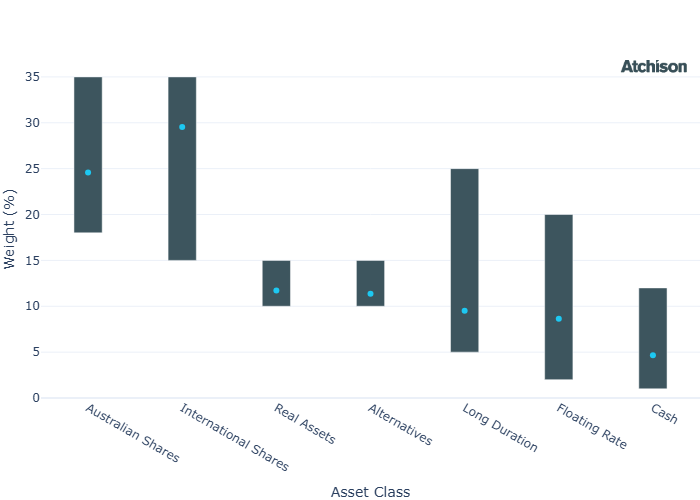 Atchison
35
30
25
20
15
10
5
0
Weight (%)
Australian Shares
International Shares
Real Assets
Alternatives
Long Duration
Floating Rate
Cash
Asset Class